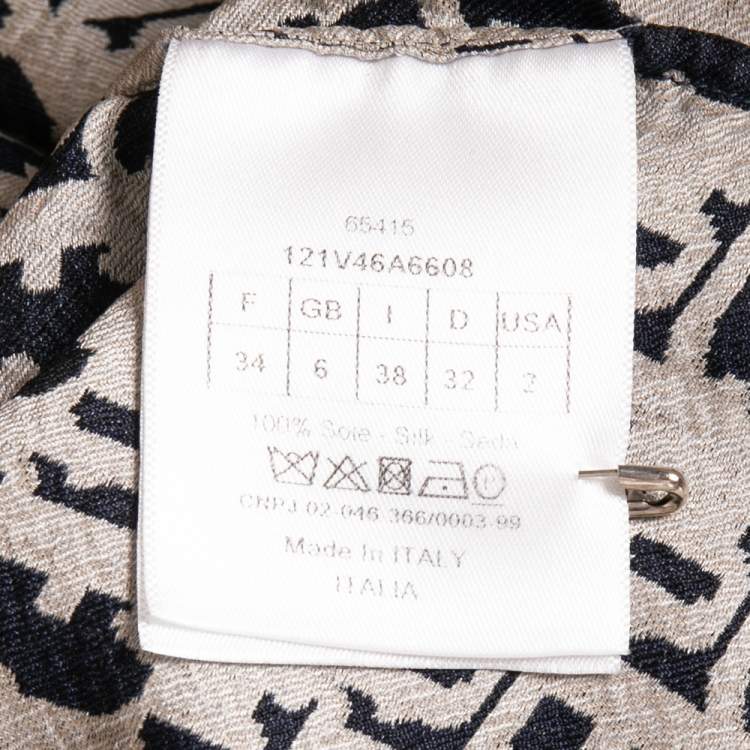 65415
121V46A6608
F GB I D USA
34 6 38 32 2
100% Soie - Silk - Seda
CNPJ 02-046 366/0003-99
Made In ITALY
ITALIA